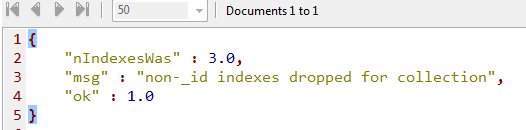 50 Documents 1 to 1
1 {
2 "nIndexesWas" : 3.0,
3 "msg" : "non-_id indexes dropped for collection",
4 "ok" : 1.0
5 }
6